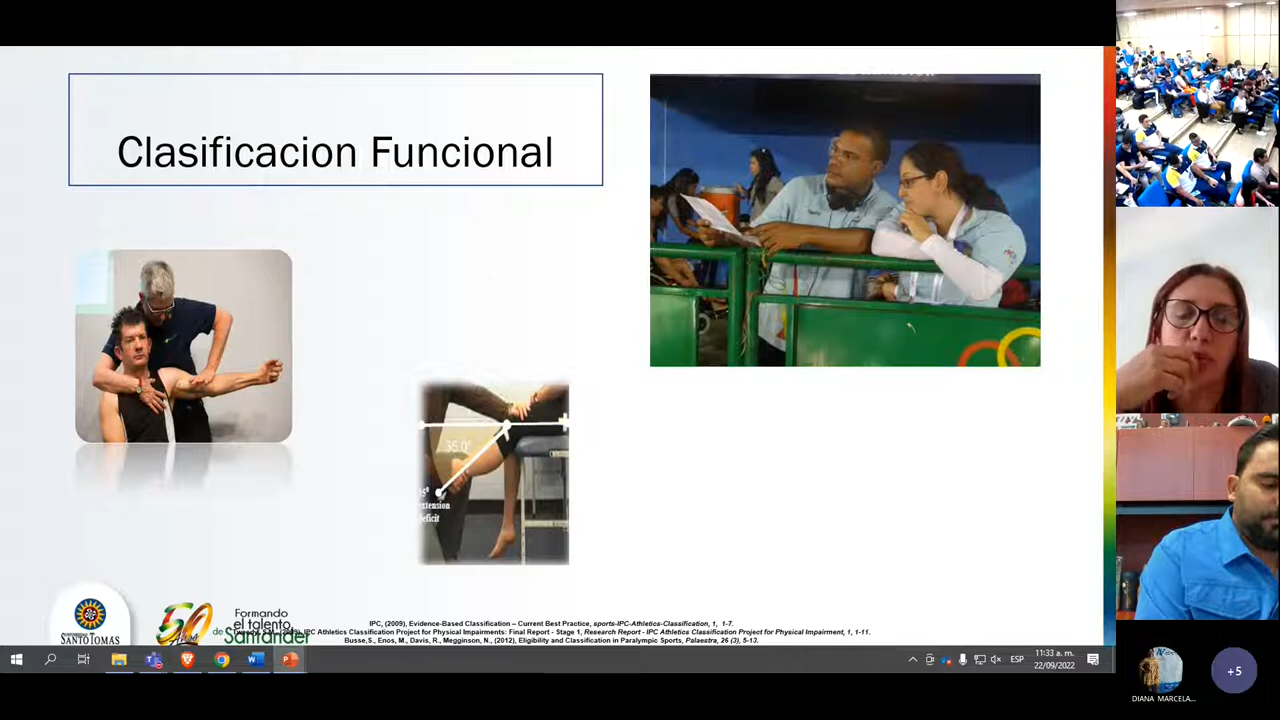 Clasificacion Funcional
35.0°
extension
deficit
SANTO TOMAS
50
Años
Formando
el talento
de Santander
IPC, (2009), Evidence-Based Classification – Current Best Practice, sports-IPC-Athletics-Classification, 1, 1-7.
IPC Athletics Classification Project for Physical Impairments: Final Report - Stage 1, Research Report - IPC Athletics Classification Project for Physical Impairment, 1, 1-11.
Busse,S., Enos, M., Davis, R., Megginson, N., (2012), Eligibility and Classification in Paralympic Sports, Palaestra, 26 (3), 5-13.
ESP
11:33 a. m.
22/09/2022
+5
DIANA MARCELA...